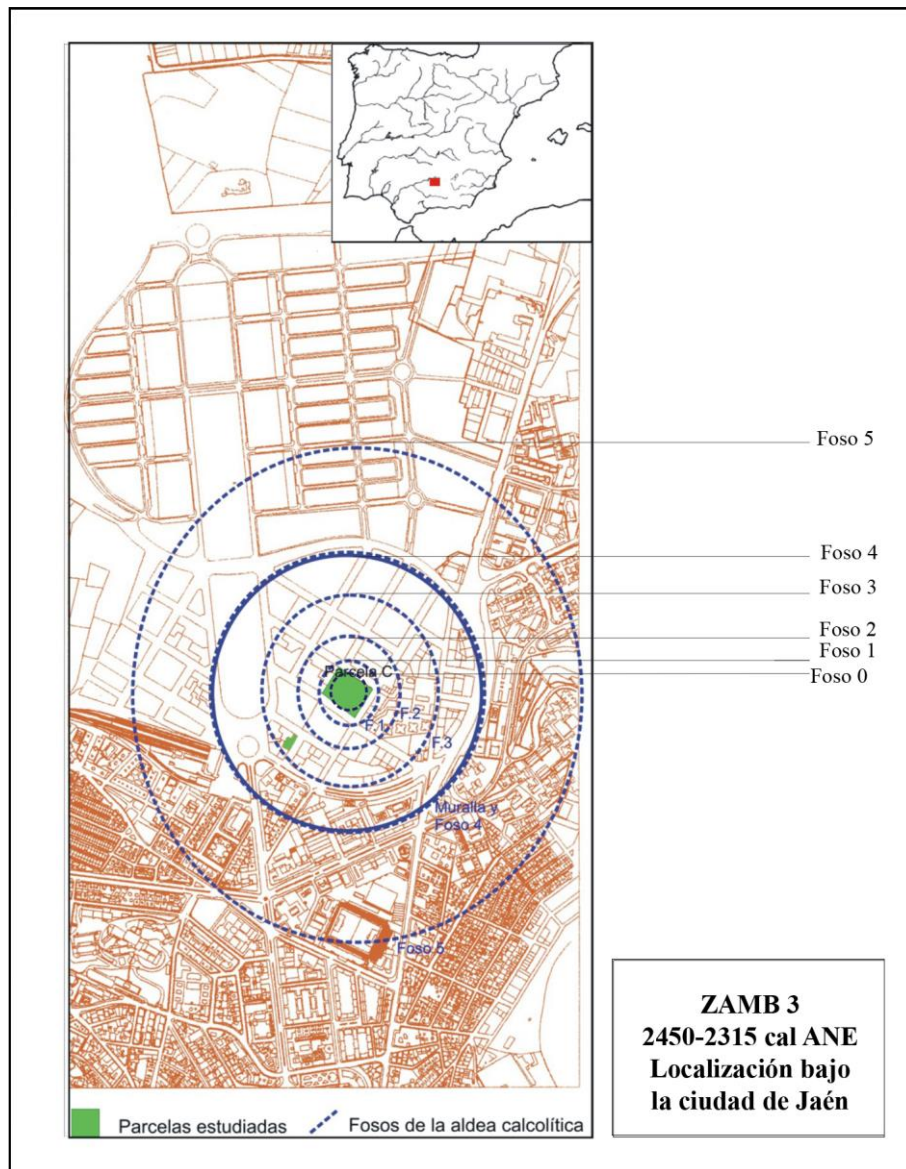 Foso 5
Foso 4
Foso 3
Foso 2
Foso 1
Foso 0
Parcela C
F.1
F.2
F.3
Muralla y
Foso 4
Foso 5
ZAMB 3
2450-2315 cal ANE
Localización bajo
la ciudad de Jaén
Parcelas estudiadas
Fosos de la aldea calcolítica